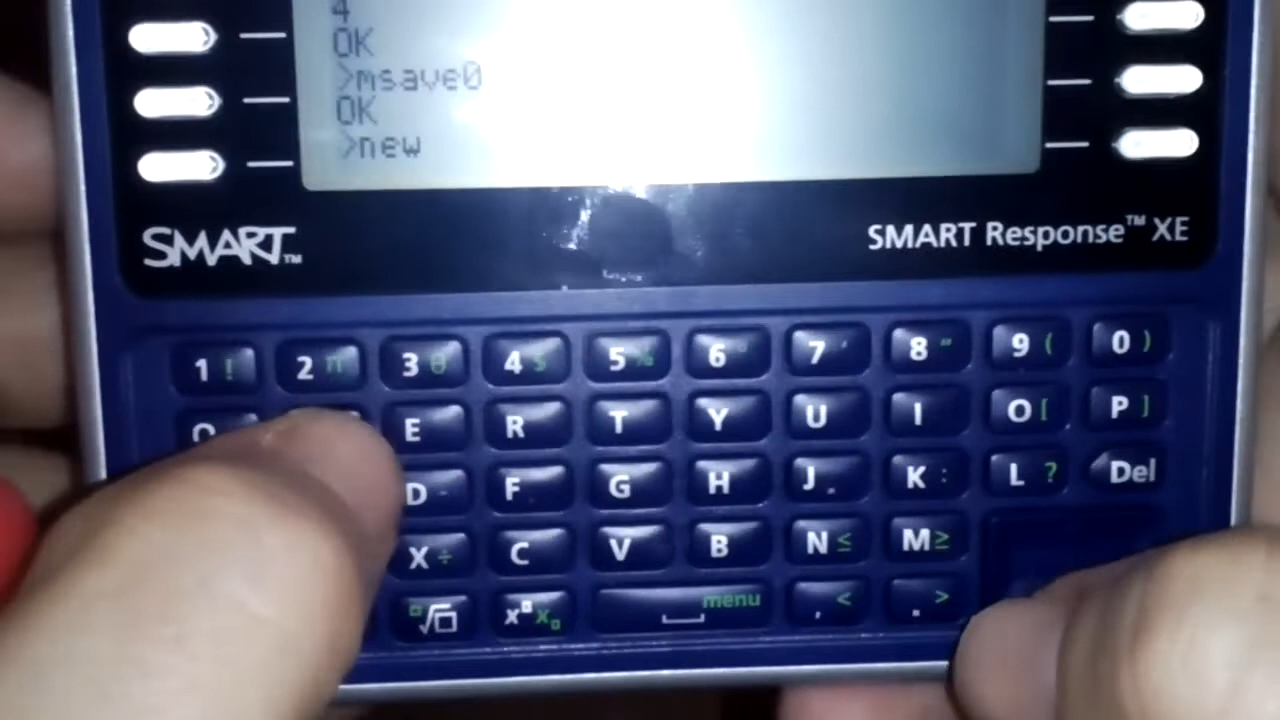 4
OK
>msave0
OK
>new
SMART™
SMART Response™ XE
1 ! 2 π 3 θ 4 $ 5 % 6 ° 7 ' 8 " 9 ( 0 )
E R T Y U I O [ P ]
D - F G H J K : L ? Del
X ÷ C V B N ≤ M ≥
√ x x menu , < . >